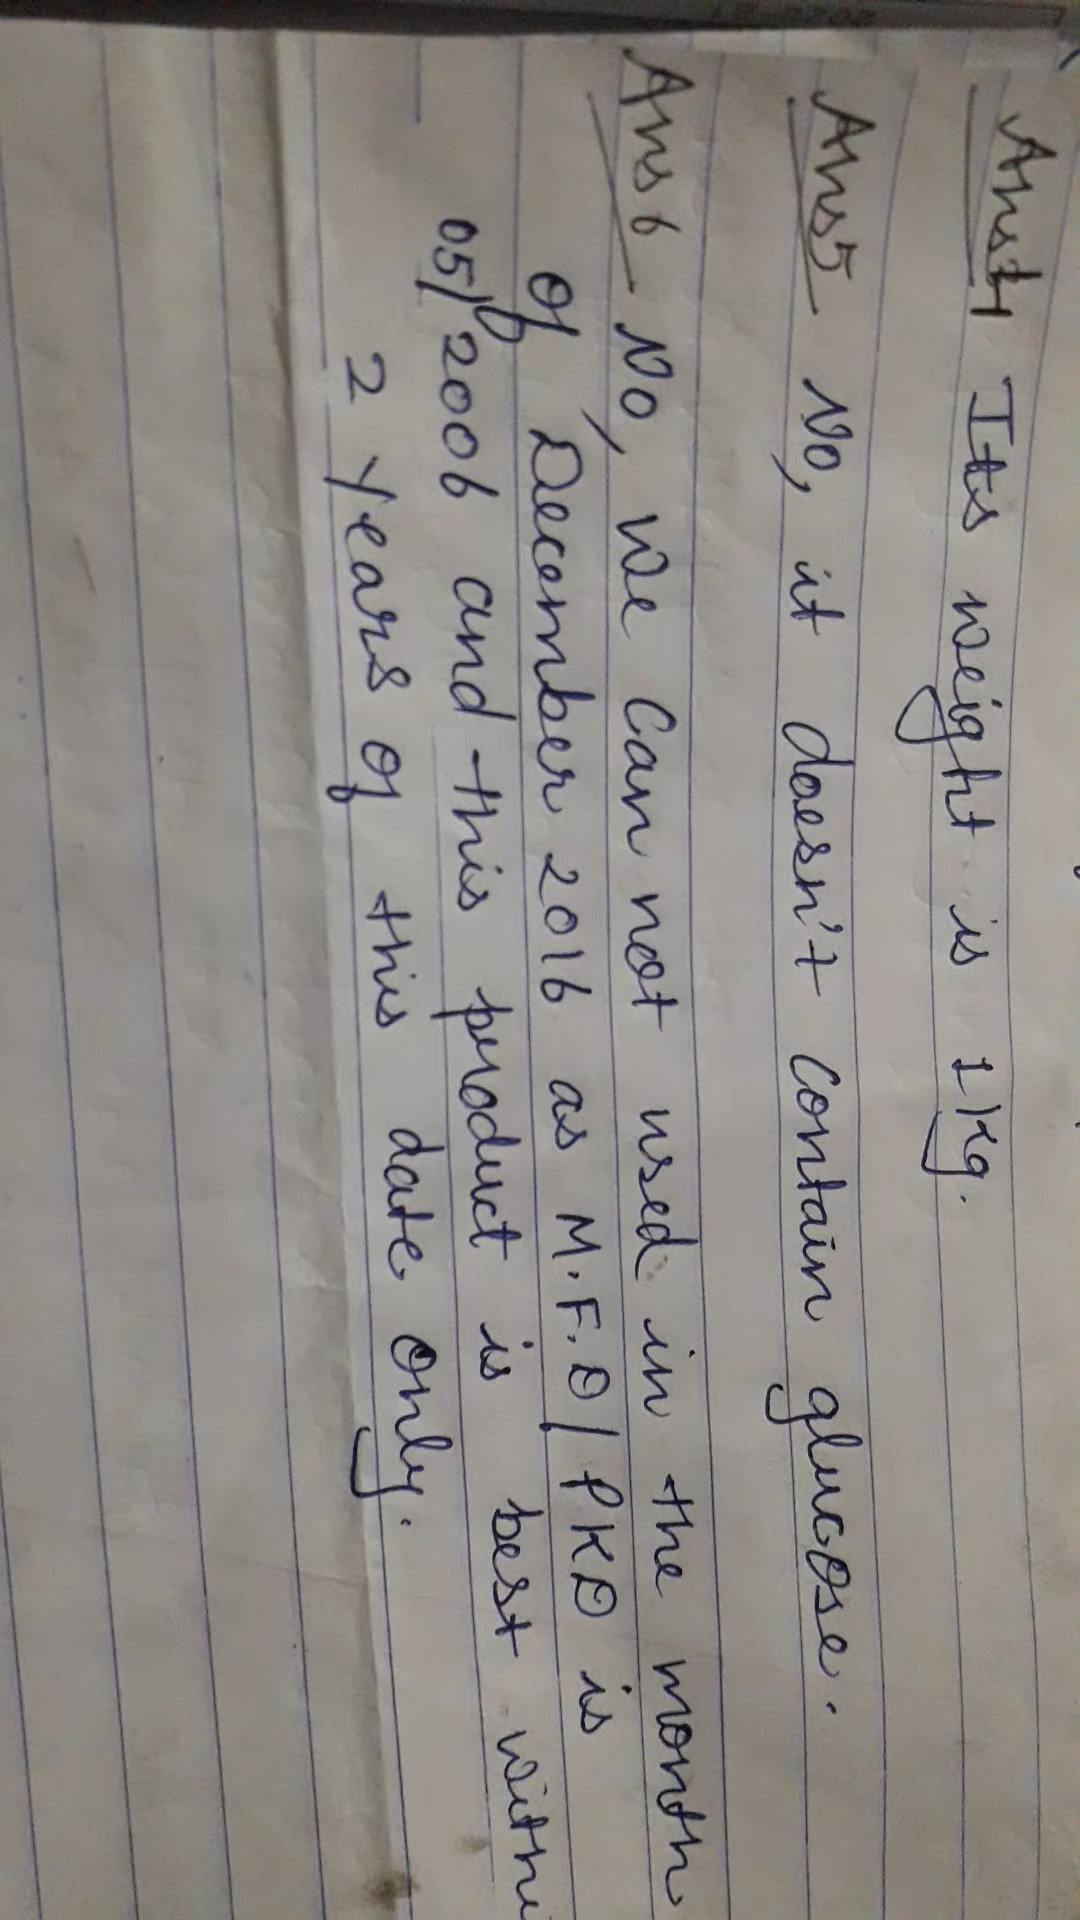 Ans4 Its weight is 1kg.
Ans5 No, it doesn't contain glucose.
Ans6 No, we can not used in the month
of December 2016 as M.F.D/PKD is
05/2006 and this product is best withi
2 years of this date only.